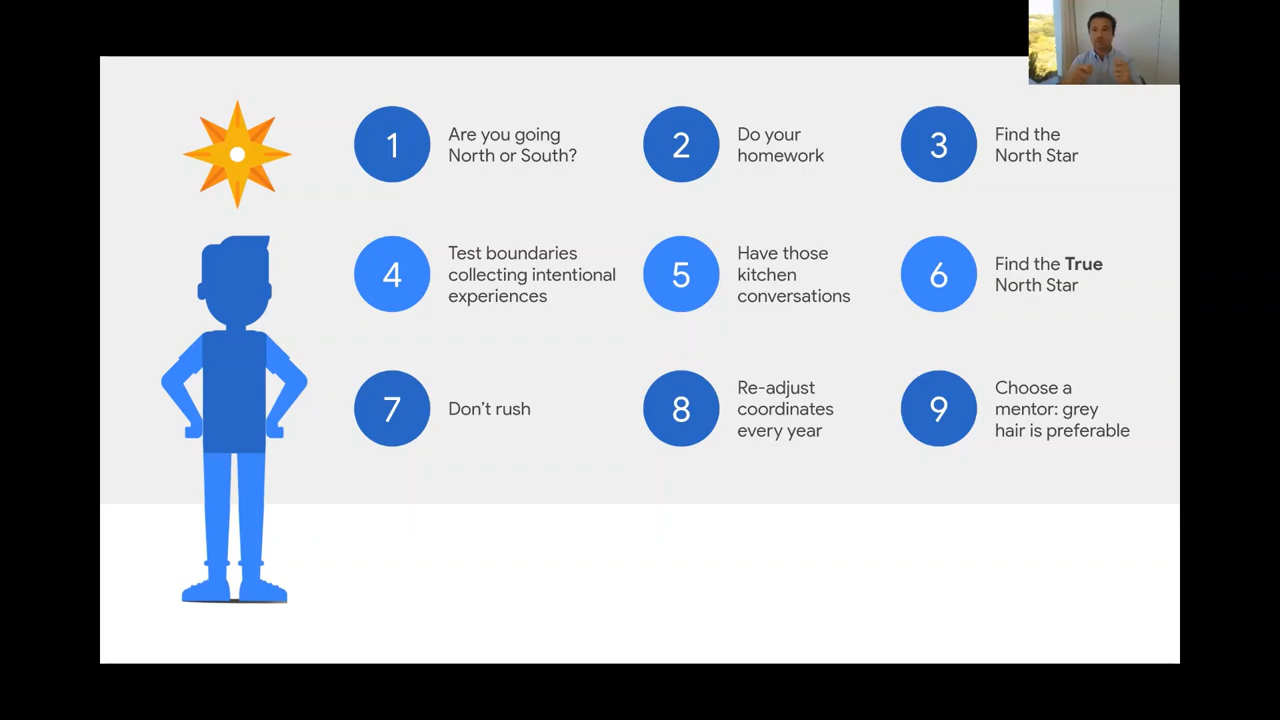 1
Are you going
North or South?
2
Do your
homework
3
Find the
North Star
4
Test boundaries
collecting intentional
experiences
5
Have those
kitchen
conversations
6
Find the True
North Star
7
Don’t rush
8
Re-adjust
coordinates
every year
9
Choose a
mentor: grey
hair is preferable